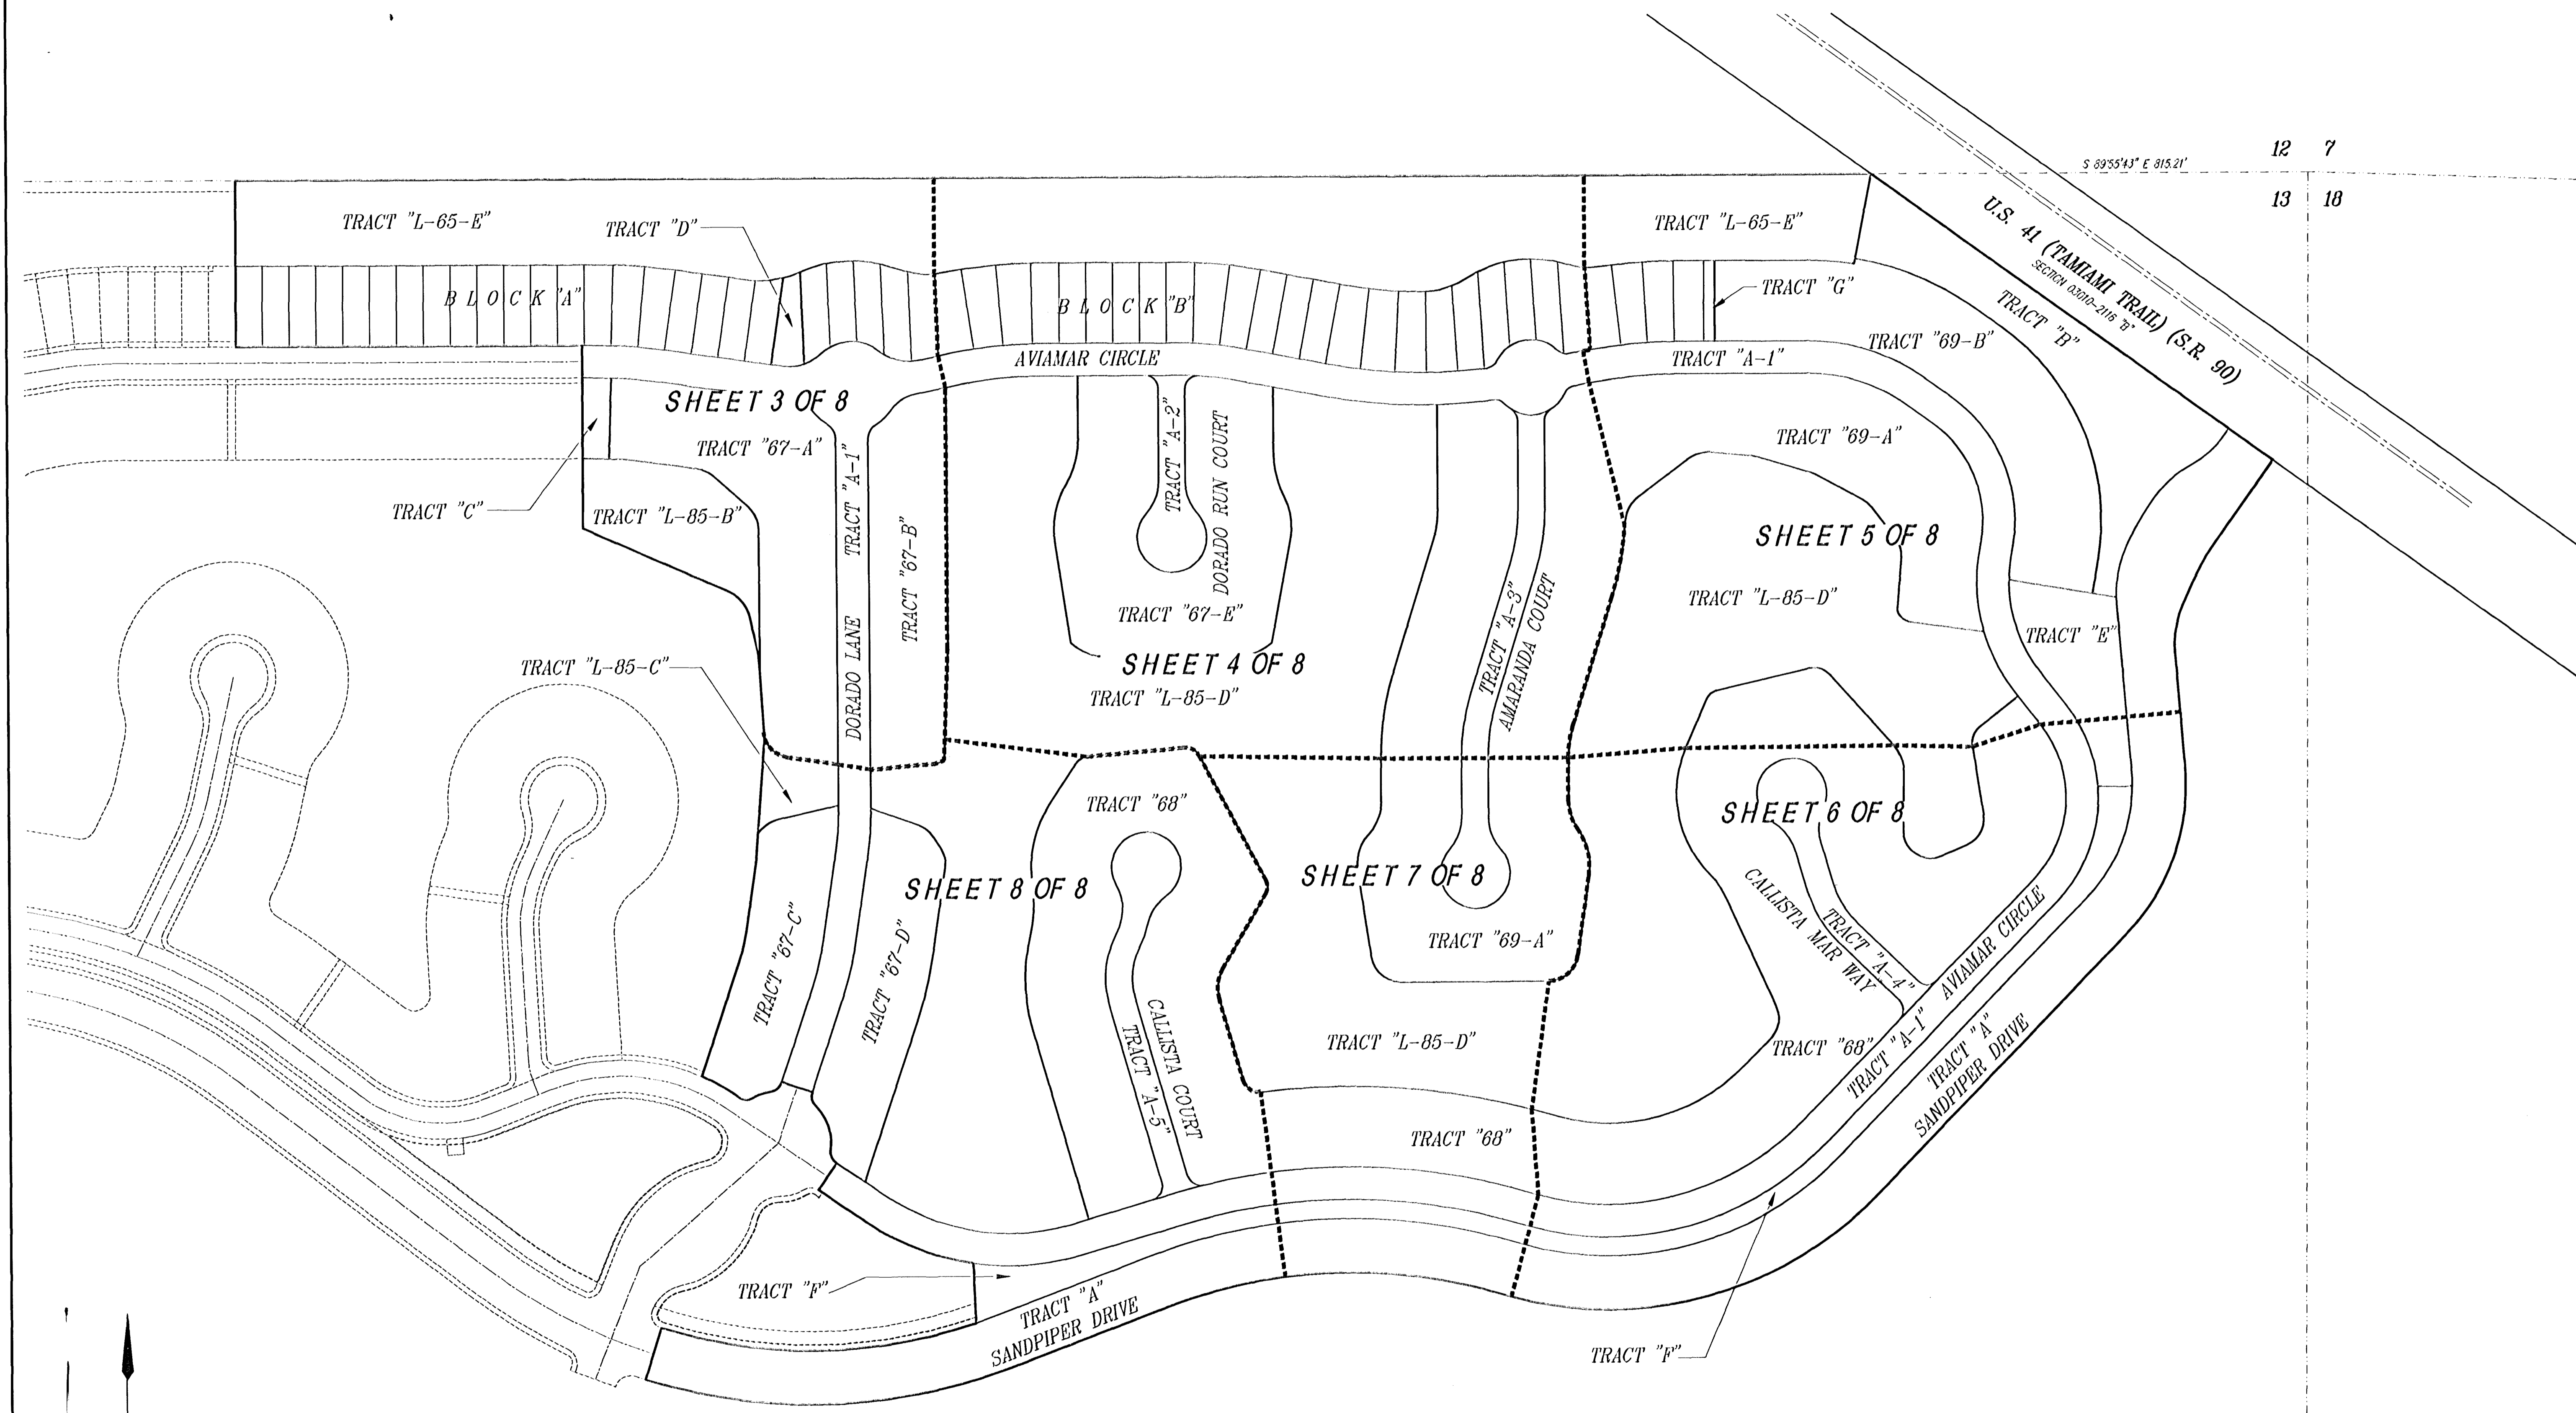 S 89°55'43" E 815.21'
12 7
13 18
U.S. 41 (TAMIAMI TRAIL) (S.R. 90)
SECTION 03010-2116 "B"
TRACT "L-65-E"
TRACT "D"
TRACT "L-65-E"
TRACT "G"
TRACT "B"
BLOCK "A"
BLOCK "B"
TRACT "69-B"
AVIAMAR CIRCLE
TRACT "A-1"
SHEET 3 OF 8
TRACT "67-A"
TRACT "A-1"
DORADO LANE
TRACT "67-B"
TRACT "A-2"
DORADO RUN COURT
TRACT "69-A"
TRACT "C"
TRACT "L-85-B"
SHEET 5 OF 8
TRACT "L-85-D"
TRACT "67-E"
TRACT "E"
TRACT "A-3"
AMARANDA COURT
SHEET 4 OF 8
TRACT "L-85-D"
TRACT "L-85-C"
TRACT "68"
SHEET 6 OF 8
SHEET 8 OF 8
SHEET 7 OF 8
TRACT "67-C"
TRACT "67-D"
TRACT "69-A"
CALLISTA MAR WAY
TRACT "A-4"
AVIAMAR CIRCLE
TRACT "A-1"
CALLISTA COURT
TRACT "A-5"
TRACT "L-85-D"
TRACT "68"
TRACT "A"
SANDPIPER DRIVE
TRACT "68"
TRACT "F"
TRACT "A"
SANDPIPER DRIVE
TRACT "F"